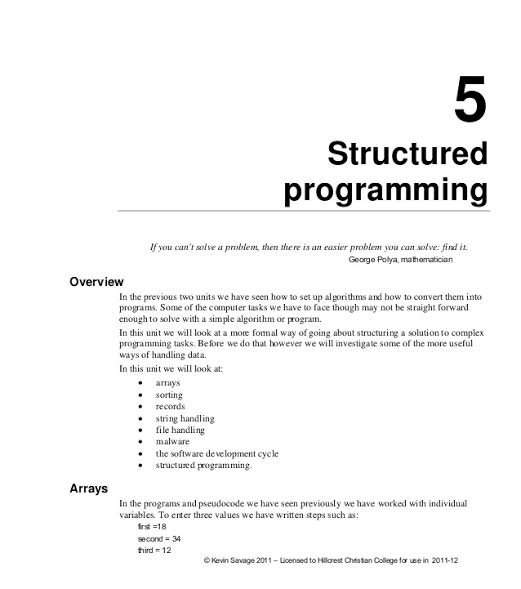 5
Structured
programming
If you can't solve a problem, then there is an easier problem you can solve: find it.
George Polya, mathematician
Overview
In the previous two units we have seen how to set up algorithms and how to convert them into
programs. Some of the computer tasks we have to face though may not be straight forward
enough to solve with a simple algorithm or program.
In this unit we will look at a more formal way of going about structuring a solution to complex
programming tasks. Before we do that however we will investigate some of the more useful
ways of handling data.
In this unit we will look at:
• arrays
• sorting
• records
• string handling
• file handling
• malware
• the software development cycle
• structured programming.
Arrays
In the programs and pseudocode we have seen previously we have worked with individual
variables. To enter three values we have written steps such as:
first =18
second = 34
third = 12
© Kevin Savage 2011 – Licensed to Hillcrest Christian College for use in 2011-12